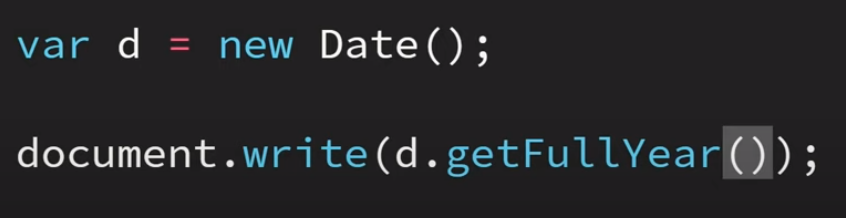 var d = new Date();
document.write(d.getFullYear());